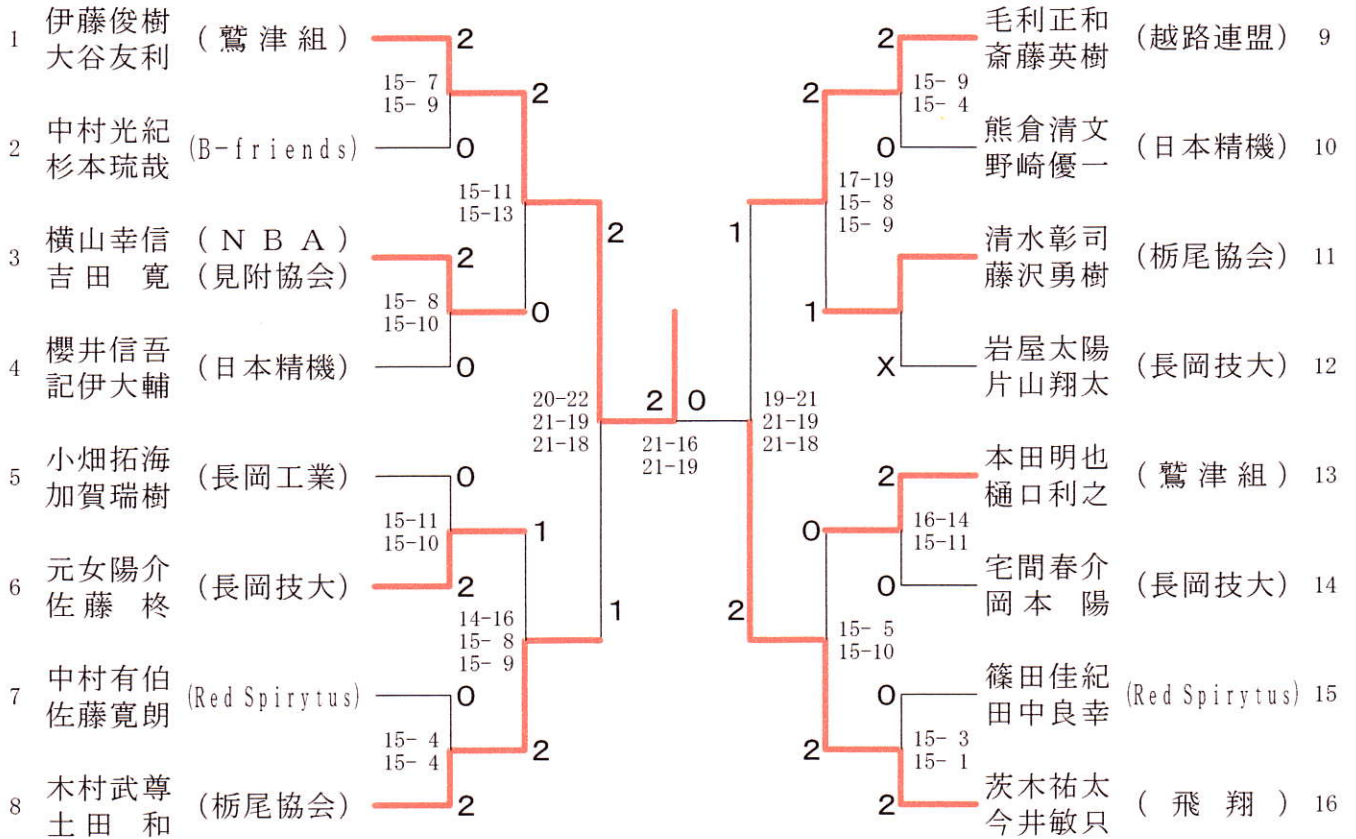 1 伊藤俊樹 大谷友利 (鷲津組) 2
15- 7
15- 9
2
2 中村光紀 杉本琉哉 (B-friends) 0
15-11
15-13
2
3 横山幸信 (ＮＢＡ) 2
吉田 寛 (見附協会)
15- 8
15-10
0
4 櫻井信吾 記伊大輔 (日本精機) 0
20-22
21-19
21-18
5 小畑拓海 加賀瑞樹 (長岡工業) 0
15-11
15-10
1
6 元女陽介 佐藤 柊 (長岡技大) 2
14-16
15- 8
15- 9
1
7 中村有伯 佐藤寛朗 (Red Spirytus) 0
15- 4
15- 4
2
8 木村武尊 土田 和 (栃尾協会) 2
2 0
21-16
21-19
2 毛利正和 斎藤英樹 (越路連盟) 9
15- 9
15- 4
2
0 熊倉清文 野崎優一 (日本精機) 10
17-19
15- 8
15- 9
1
清水彰司 藤沢勇樹 (栃尾協会) 11
1
X 岩屋太陽 片山翔太 (長岡技大) 12
19-21
21-19
21-18
2 本田明也 樋口利之 (鷲津組) 13
16-14
15-11
0
0 宅間春介 岡本 陽 (長岡技大) 14
15- 5
15-10
2
0 篠田佳紀 田中良幸 (Red Spirytus) 15
15- 3
15- 1
2
2 茨木祐太 今井敏只 (飛翔) 16